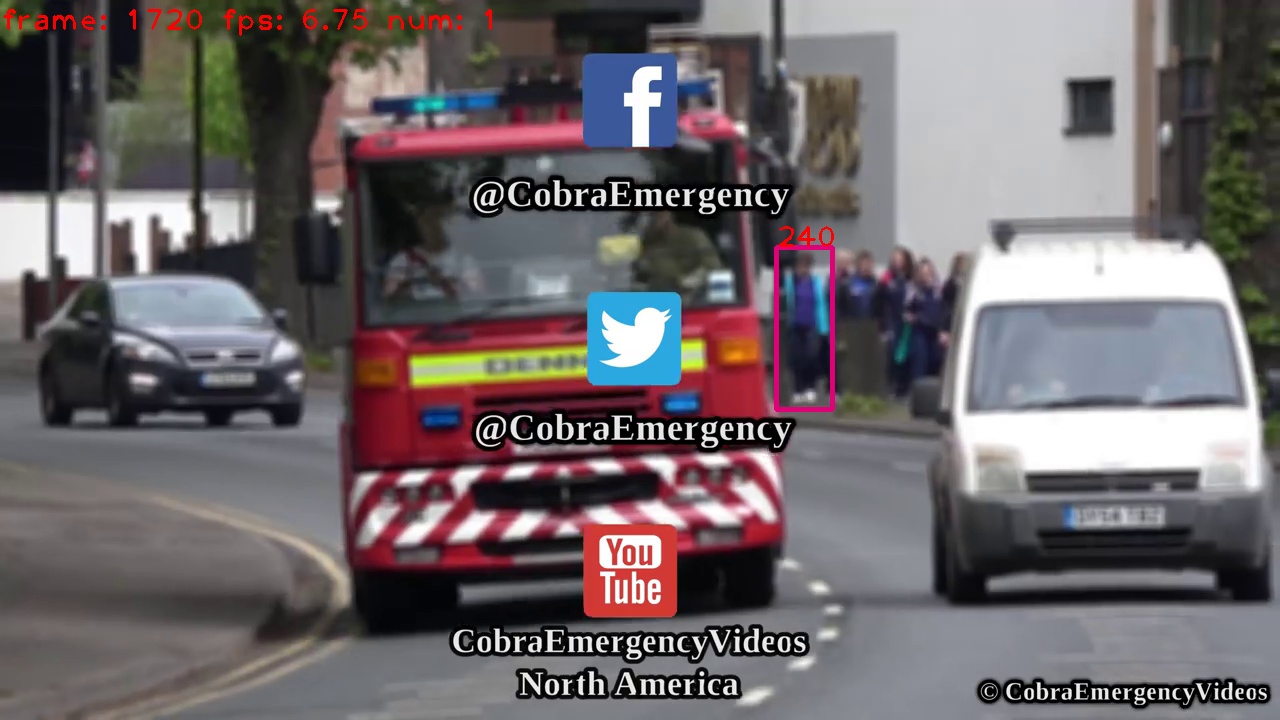 frame: 1720 fps: 6.75 num: 1
f
@CobraEmergency
240
@CobraEmergency
You
Tube
CobraEmergencyVideos
North America
© CobraEmergencyVideos